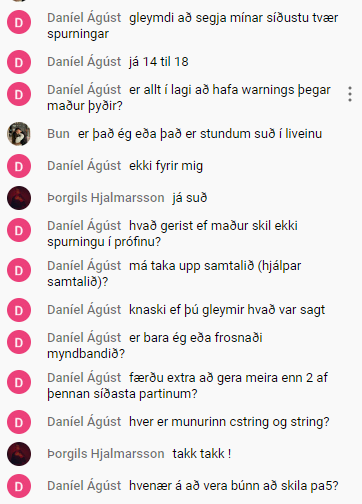 Daníel Ágúst gleymdi að segja mínar síðustu tvær
spurningar
D
Daníel Ágúst já 14 til 18
D
Daníel Ágúst er allt í lagi að hafa warnings þegar
maður þyðir?
D
Bun er það ég eða það er stundum suð í liveinu
Daníel Ágúst ekki fyrir mig
D
Þorgils Hjalmarsson já suð
Daníel Ágúst hvað gerist ef maður skil ekki
spurningu í prófinu?
D
Daníel Ágúst má taka upp samtalið (hjálpar
samtalið)?
D
Daníel Ágúst knaski ef þú gleymir hvað var sagt
D
Daníel Ágúst er bara ég eða frosnaði
myndbandið?
D
Daníel Ágúst færðu extra að gera meira enn 2 af
þennan síðasta partinum?
D
Daníel Ágúst hver er munurinn cstring og string?
D
Þorgils Hjalmarsson takk takk !
Daníel Ágúst hvenær á að vera búnn að skila pa5?
D